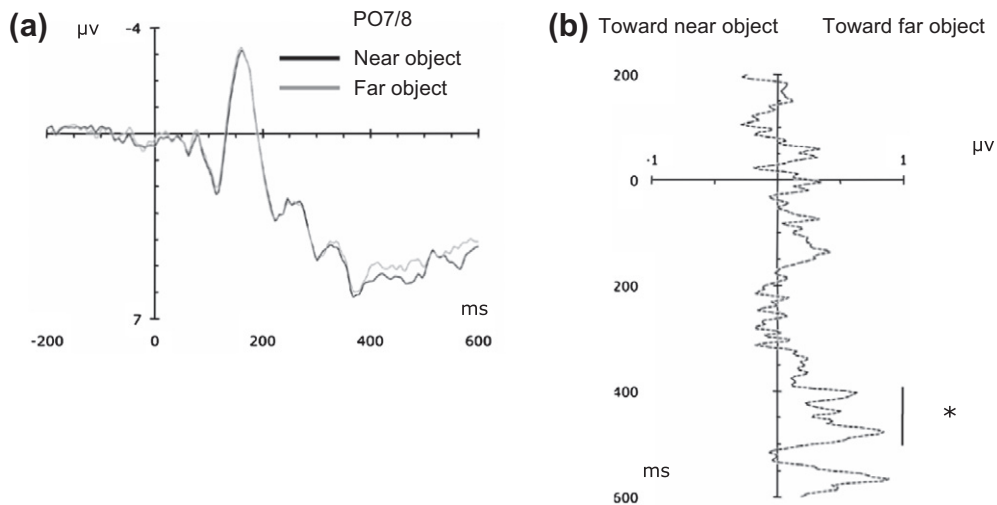 (a)
μv
-4
PO7/8
Near object
Far object
7
ms
-200
0
200
400
600
(b)
Toward near object
Toward far object
200
μv
-1
1
0
200
400
*
ms
600